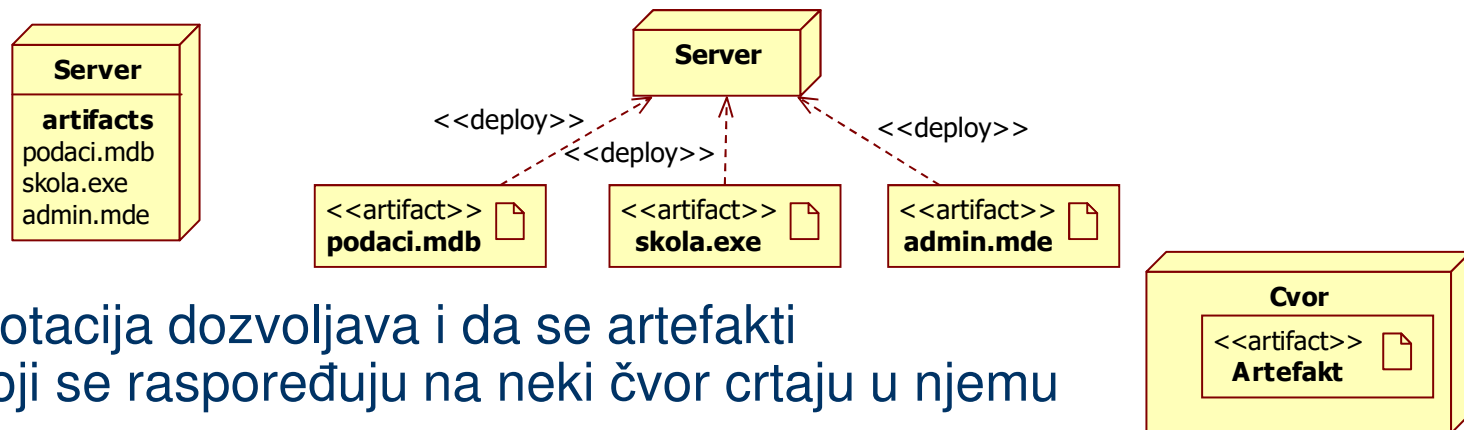 Server
artifacts
podaci.mdb
skola.exe
admin.mde
Server
<<deploy>>
<<deploy>>
<<deploy>>
<<artifact>>
podaci.mdb
<<artifact>>
skola.exe
<<artifact>>
admin.mde
otacija dozvoljava i da se artefakti
oji se raspoređuju na neki čvor crtaju u njemu
Cvor
<<artifact>>
Artefakt